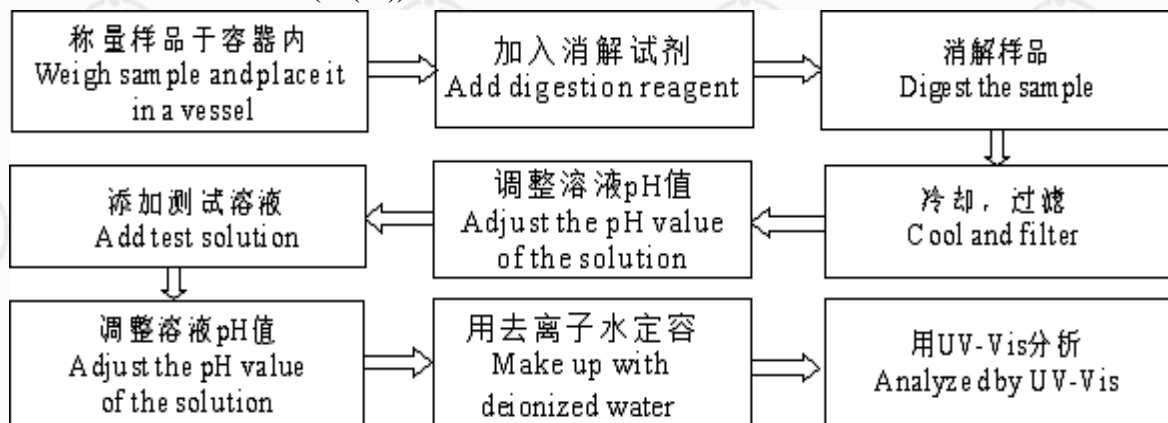 称量样品于容器内
Weigh sample and place it
in a vessel
加入消解试剂
Add digestion reagent
消解样品
Digest the sample
冷却，过滤
Cool and filter
调整溶液pH值
Adjust the pH value
of the solution
添加测试溶液
Add test solution
调整溶液pH值
Adjust the pH value
of the solution
用去离子水定容
Make up with
deionized water
用UV-Vis分析
Analyzed by UV-Vis